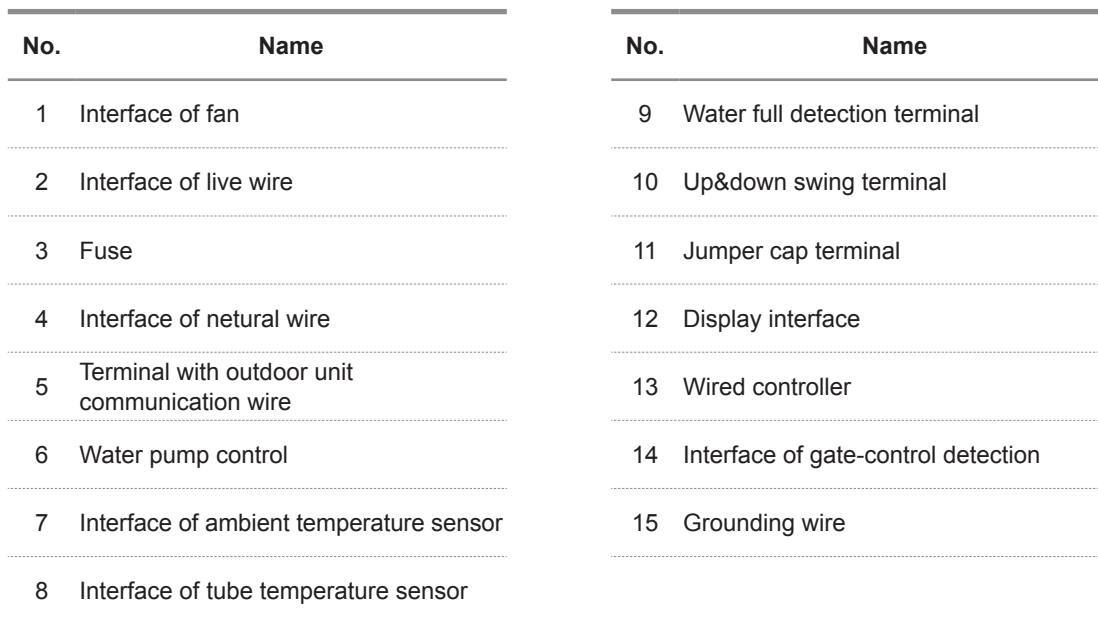 No. Name
1 Interface of fan
2 Interface of live wire
3 Fuse
4 Interface of netural wire
5 Terminal with outdoor unit
communication wire
6 Water pump control
7 Interface of ambient temperature sensor
8 Interface of tube temperature sensor
No. Name
9 Water full detection terminal
10 Up&down swing terminal
11 Jumper cap terminal
12 Display interface
13 Wired controller
14 Interface of gate-control detection
15 Grounding wire